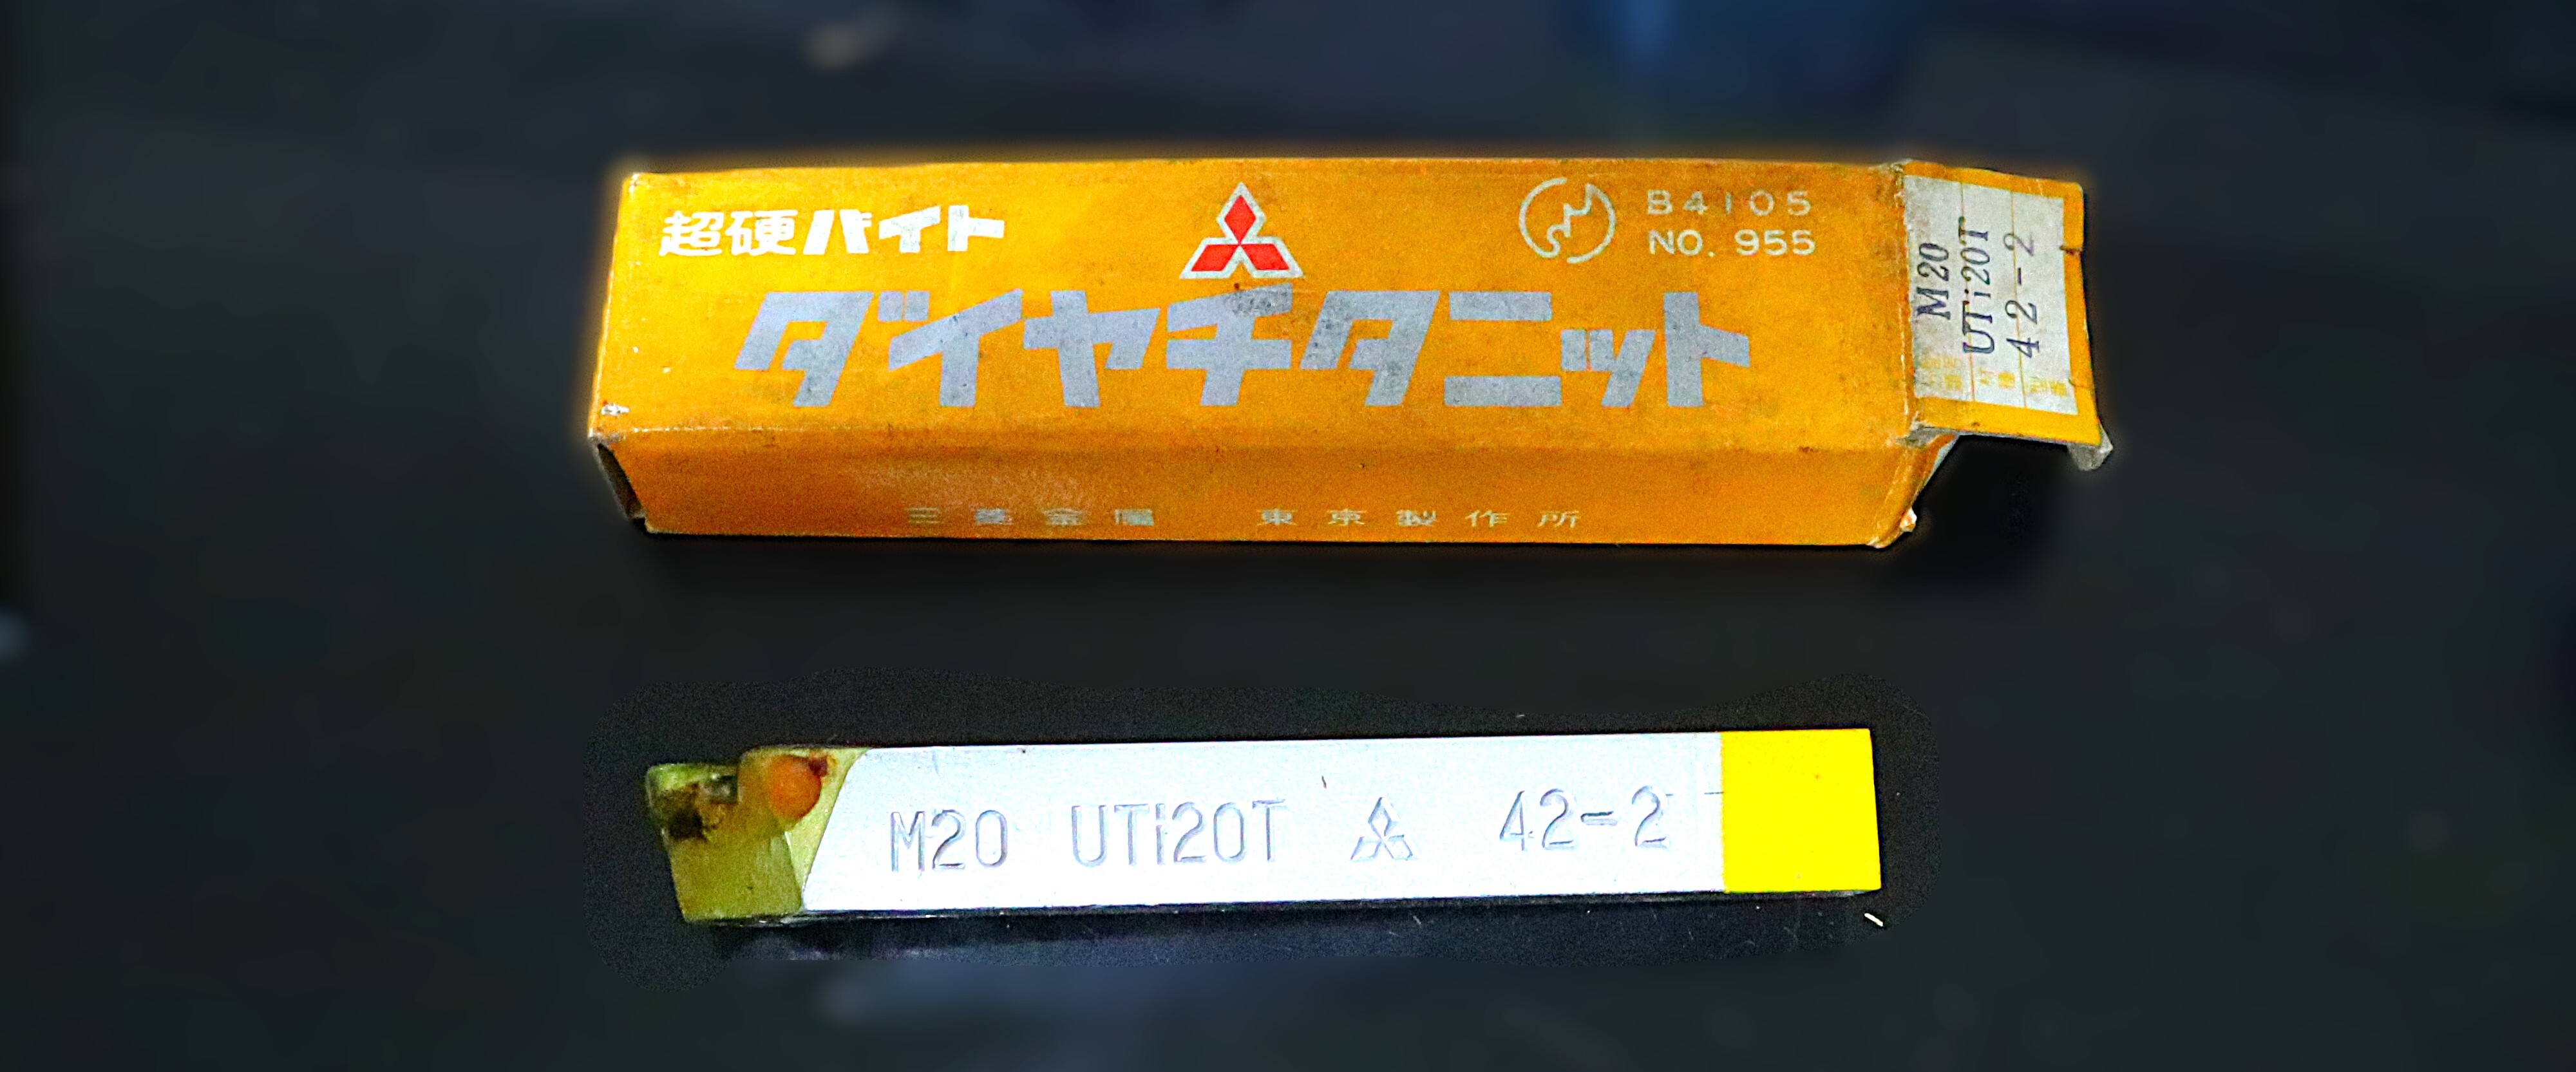 超硬バイト
B4105
NO. 955
ダイヤチタニット
三菱金属 東京製作所
M20
UTi20T
42-2
M20 UTi20T 42-2